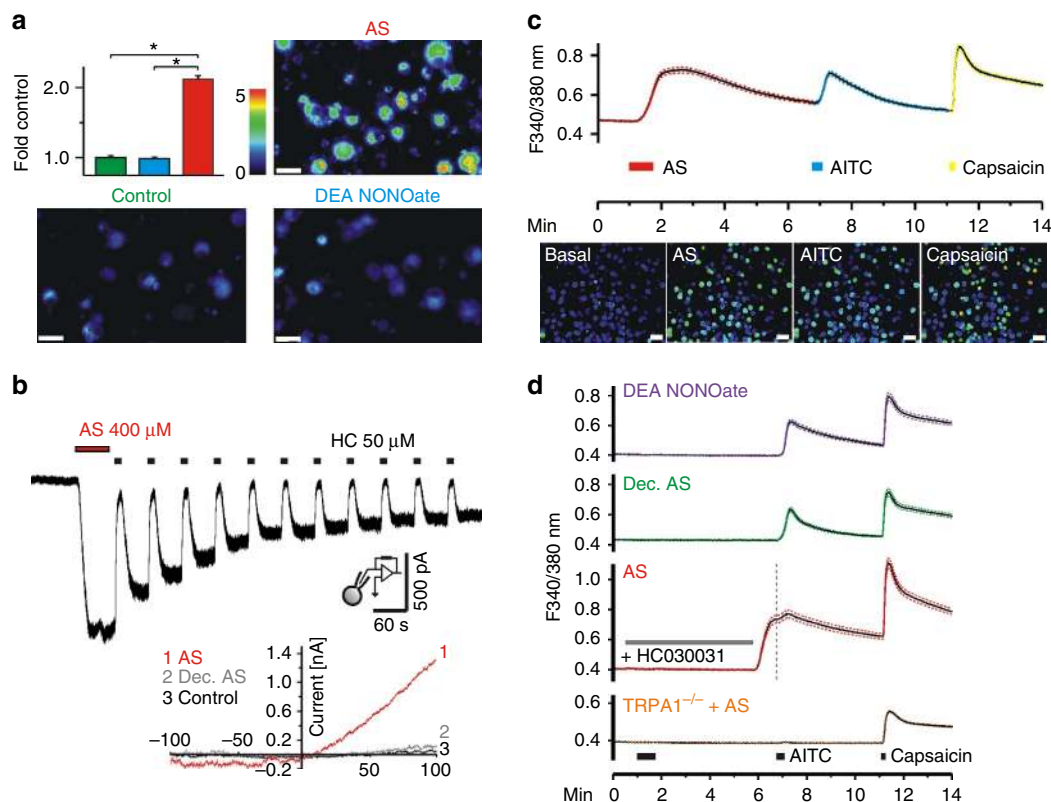 a
AS
*
*
2.0
1.0
Fold control
5
0
Control
DEA NONOate
b
AS 400 μM
HC 50 μM
500 pA
60 s
1 AS
2 Dec. AS
3 Control
Current [nA]
1.4
1.0
0.6
0.2
−0.2
−100
−50
50
100
1
2
3
c
F340/380 nm
0.8
0.6
0.4
AS
AITC
Capsaicin
Min
0 2 4 6 8 10 12 14
Basal
AS
AITC
Capsaicin
d
F340/380 nm
DEA NONOate
0.8
0.6
0.4
Dec. AS
0.8
0.6
0.4
AS
1.0
0.8
0.6
0.4
+ HC030031
TRPA1−/− + AS
0.6
0.4
AITC
Capsaicin
Min
0 2 4 6 8 10 12 14